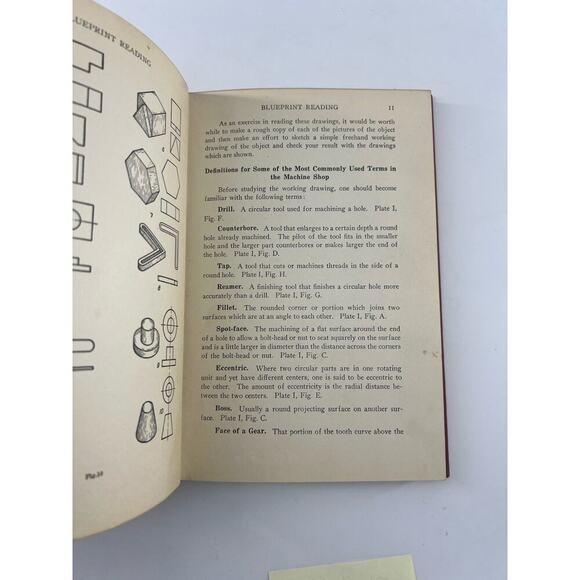 BLUEPRINT READING
6
7
8
9
10
Fig. 10
BLUEPRINT READING 11
As an exercise in reading these drawings, it would be worth
while to make a rough copy of each of the pictures of the object
and then make an effort to sketch a simple freehand working
drawing of the object and check your result with the drawings
which are shown.
Definitions for Some of the Most Commonly Used Terms in
the Machine Shop
Before studying the working drawing, one should become
familiar with the following terms:
Drill. A circular tool used for machining a hole. Plate I,
Fig. F.
Counterbore. A tool that enlarges to a certain depth a round
hole already machined. The pilot of the tool fits in the smaller
hole and the larger part counterbores or makes larger the end of
the hole. Plate I, Fig. D.
Tap. A tool that cuts or machines threads in the side of a
round hole. Plate I, Fig. H.
Reamer. A finishing tool that finishes a circular hole more
accurately than a drill. Plate I, Fig. G.
Fillet. The rounded corner or portion which joins two
surfaces which are at an angle to each other. Plate I, Fig. A.
Spot-face. The machining of a flat surface around the end
of a hole to allow a bolt-head or nut to seat squarely on the surface
and is a little larger in diameter than the distance across the corners
of the bolt-head or nut. Plate I, Fig. C.
Eccentric. Where two circular parts are in one rotating
unit and yet have different centers, one is said to be eccentric to
the other. The amount of eccentricity is the radial distance be-
tween the two centers. Plate I, Fig. E.
Boss. Usually a round projecting surface on another sur-
face. Plate I, Fig. C.
Face of a Gear. That portion of the tooth curve above the